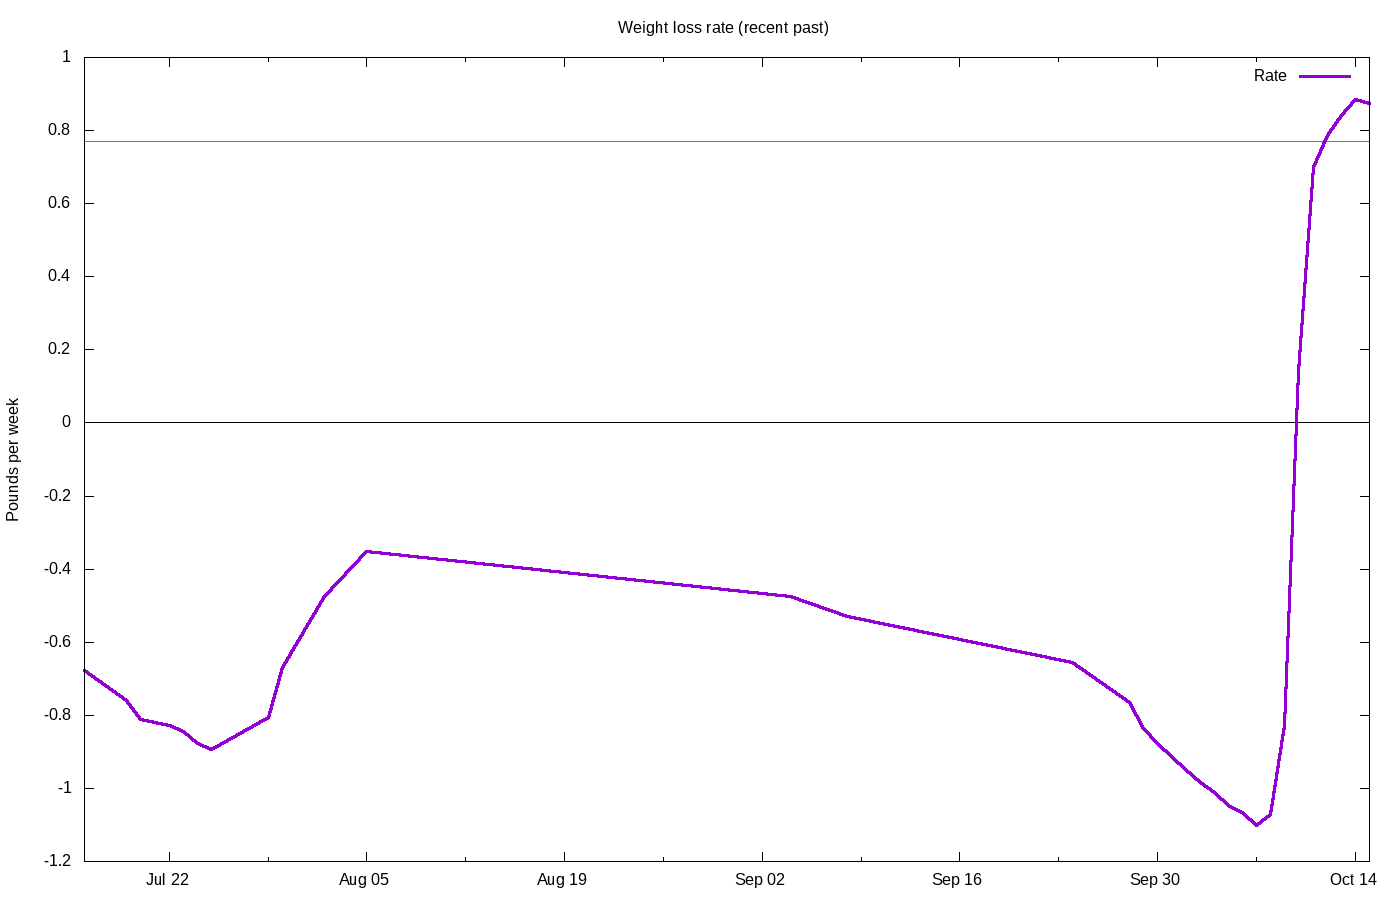 Weight loss rate (recent past)
Rate
Pounds per week
1
0.8
0.6
0.4
0.2
0
-0.2
-0.4
-0.6
-0.8
-1
-1.2
Jul 22
Aug 05
Aug 19
Sep 02
Sep 16
Sep 30
Oct 14